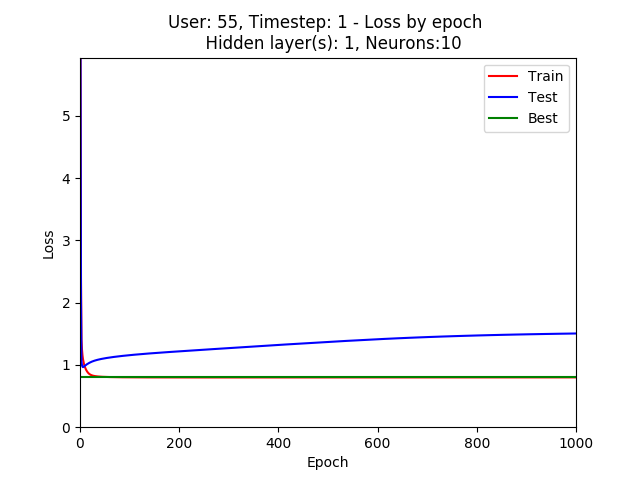 User: 55, Timestep: 1 - Loss by epoch
Hidden layer(s): 1, Neurons:10
Train
Test
Best
5
4
3
2
1
0
Loss
0 200 400 600 800 1000
Epoch